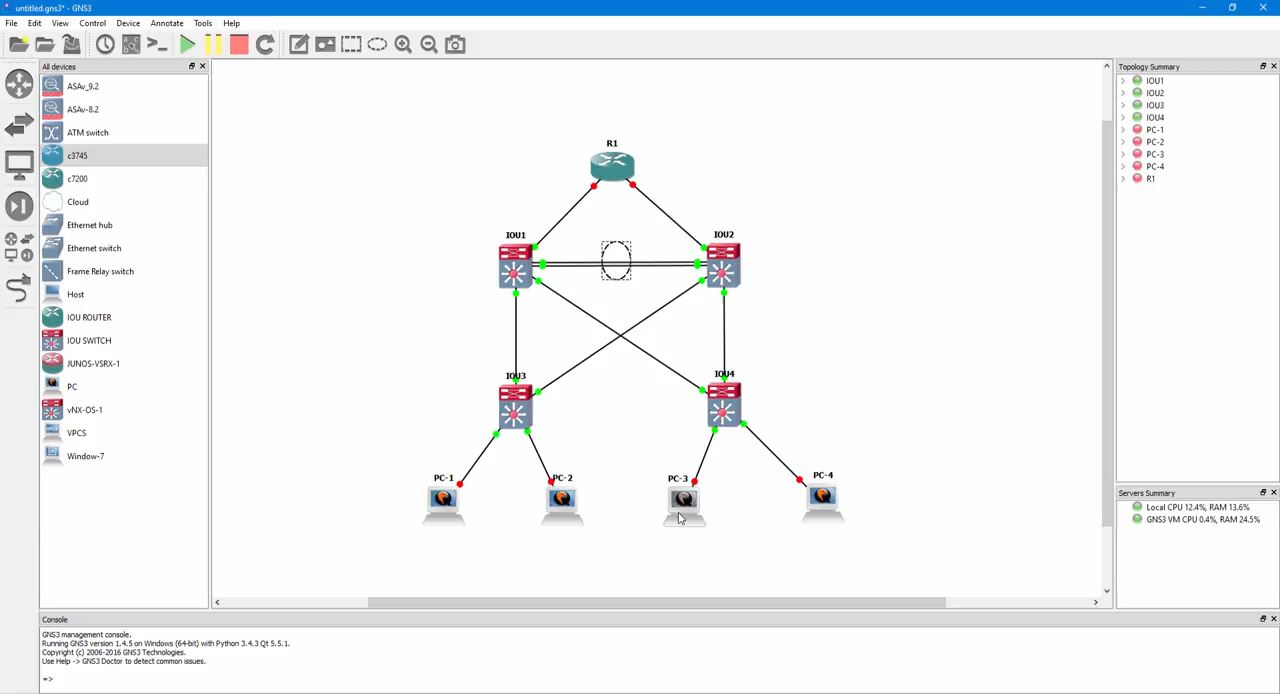 untitled.gns3* - GNS3
File Edit View Control Device Annotate Tools Help
All devices
ASAv_9.2
ASAv-8.2
ATM switch
c3745
c7200
Cloud
Ethernet hub
Ethernet switch
Frame Relay switch
Host
IOU ROUTER
IOU SWITCH
JUNOS-VSRX-1
PC
vNX-OS-1
VPCS
Window-7
R1
IOU1
IOU2
IOU3
IOU4
PC-1
PC-2
PC-3
PC-4
Topology Summary
IOU1
IOU2
IOU3
IOU4
PC-1
PC-2
PC-3
PC-4
R1
Servers Summary
Local CPU 12.4%, RAM 13.6%
GNS3 VM CPU 0.4%, RAM 24.5%
Console
GNS3 management console.
Running GNS3 version 1.4.5 on Windows (64-bit) with Python 3.4.3 Qt 5.5.1.
Copyright (c) 2006-2016 GNS3 Technologies.
Use Help -> GNS3 Doctor to detect common issues.
=>